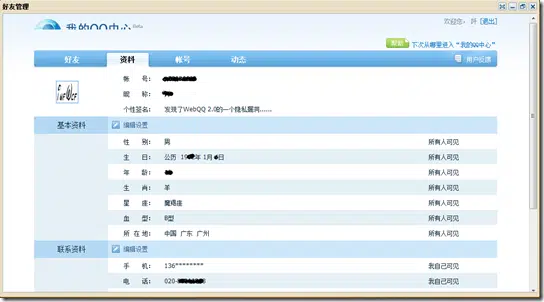 好友管理
欢迎您， 叶 [退出]
我的QQ中心 Beta
帮助 下次从哪里进入“我的QQ中心”
好友 资料 帐号 动态 用户反馈
帐 号:
昵 称:
个性签名: 发现了WebQQ 2.0的一个隐私漏洞......
基本资料 编辑设置
性 别: 男 所有人可见
生 日: 公历 19 年 1月 日 所有人可见
年 龄: 所有人可见
生 肖: 羊 所有人可见
星 座: 魔羯座 所有人可见
血 型: B型 所有人可见
所 在 地: 中国 广东 广州 所有人可见
联系资料 编辑设置
手 机: 136******** 我自己可见
电 话: 020- 8 我自己可见